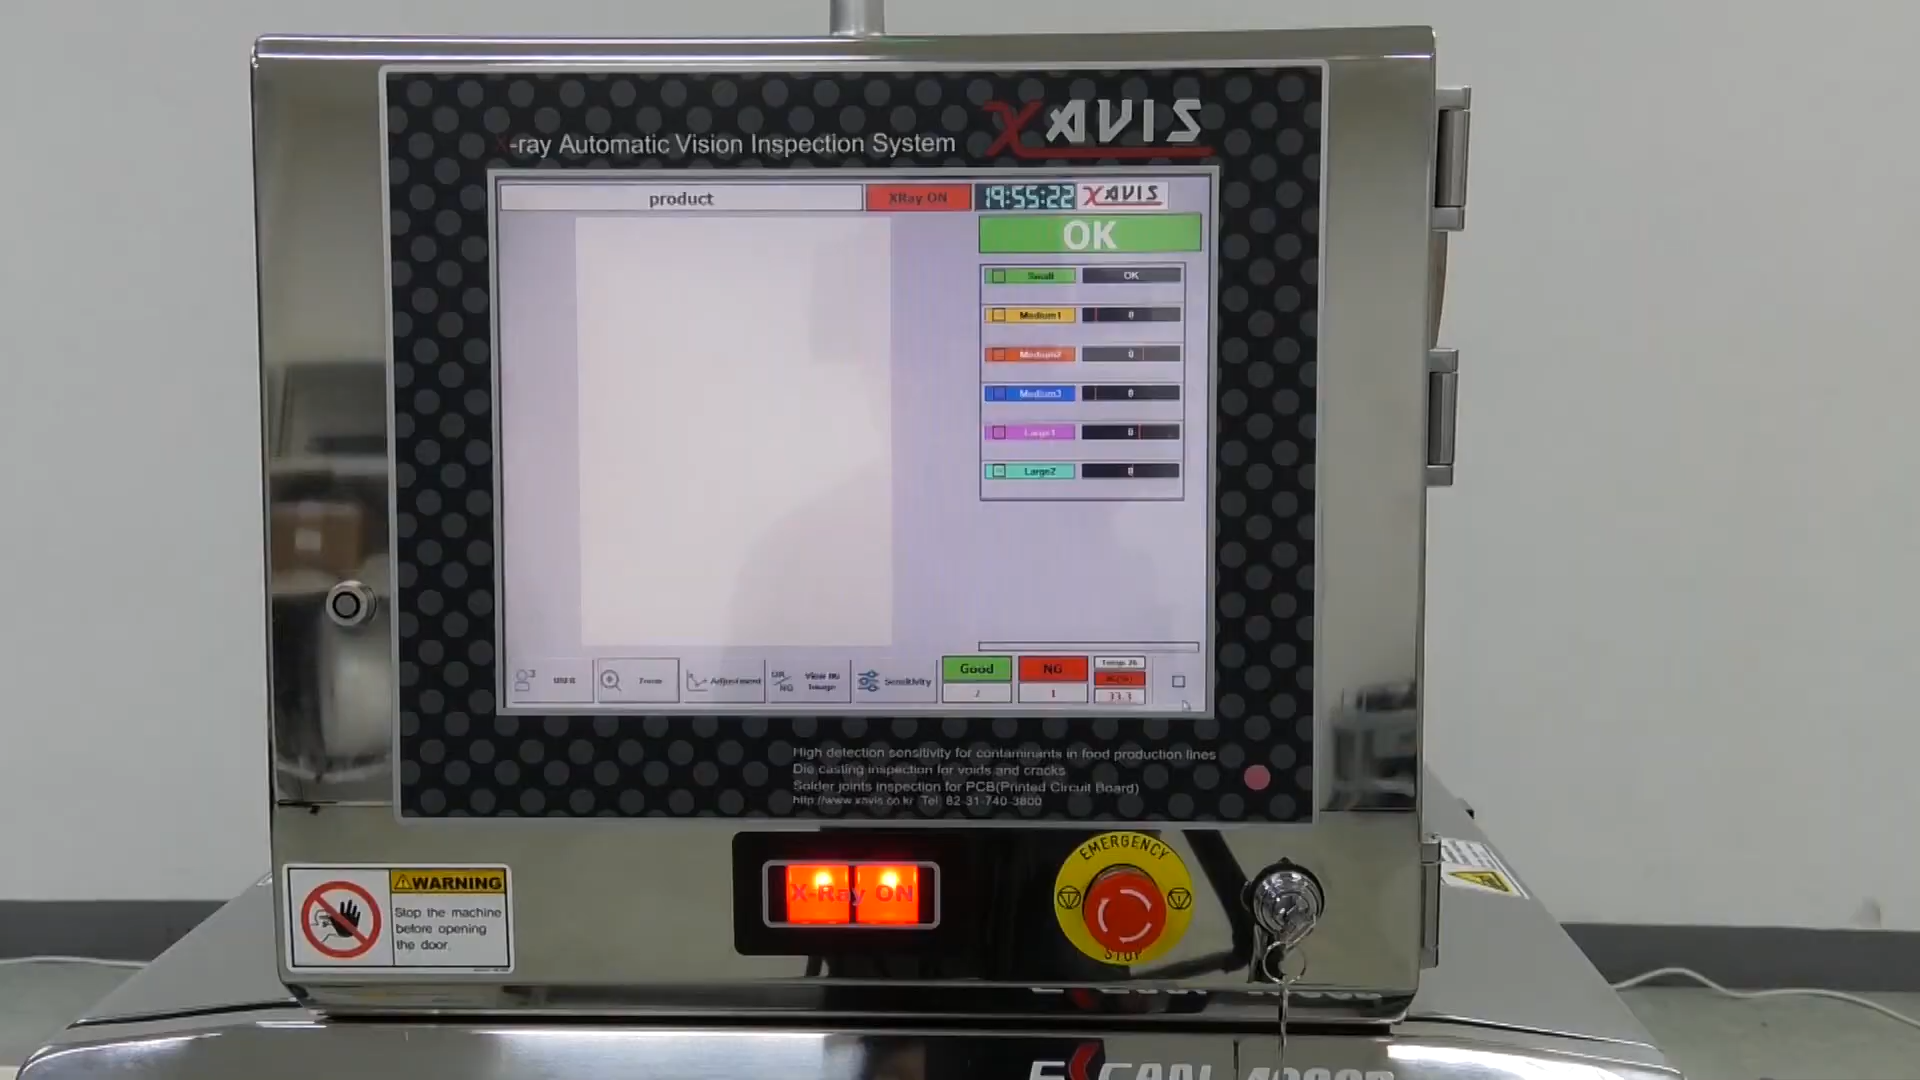 X-ray Automatic Vision Inspection System
XAVIS
product
XRay ON
19:55:22
XAVIS
OK
Small
OK
Medium1
0
Medium2
0
Medium3
0
Large1
0
Large2
0
Zoom
Adjustment
OK/NG
View NG
Image
Sensitivity
Good
NG
1
Temp 26
NG(%)
33.3
High detection sensitivity for contaminants in food production lines
Die casting inspection for voids and cracks
Solder joints inspection for PCB(Printed Circuit Board)
http://www.xavis.co.kr Tel 82-31-740-3800
X-Ray ON
EMERGENCY
STOP
WARNING
Stop the machine
before opening
the door.